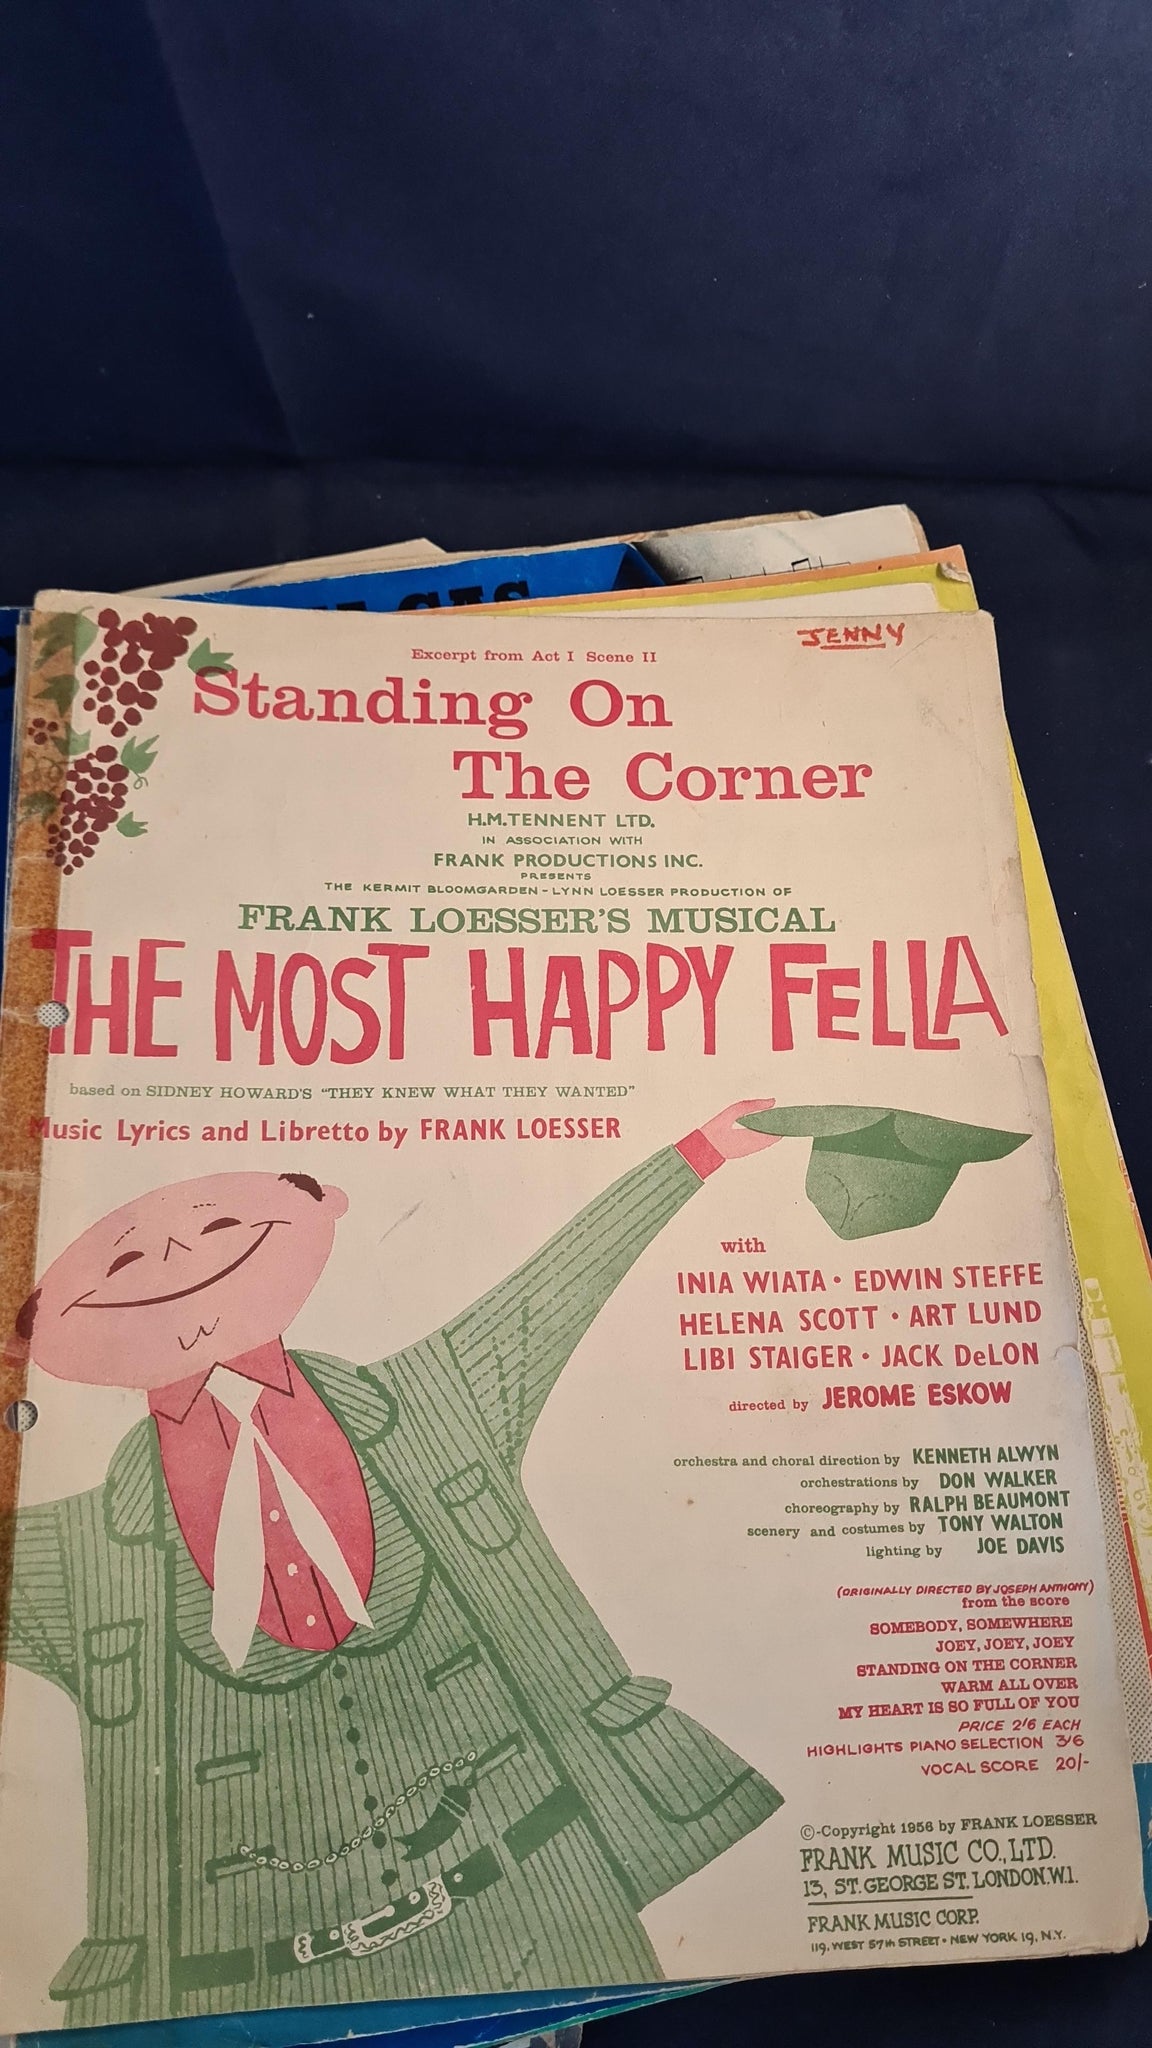 JENNY
Excerpt from Act I Scene II
Standing On
The Corner
H.M.TENNENT LTD.
IN ASSOCIATION WITH
FRANK PRODUCTIONS INC.
PRESENTS
THE KERMIT BLOOMGARDEN-LYNN LOESSER PRODUCTION OF
FRANK LOESSER'S MUSICAL
THE MOST HAPPY FELLA
based on SIDNEY HOWARD'S "THEY KNEW WHAT THEY WANTED"
Music Lyrics and Libretto by FRANK LOESSER
with
INIA WIATA • EDWIN STEFFE
HELENA SCOTT • ART LUND
LIBI STAIGER • JACK DeLON
directed by JEROME ESKOW
orchestra and choral direction by KENNETH ALWYN
orchestrations by DON WALKER
choreography by RALPH BEAUMONT
scenery and costumes by TONY WALTON
lighting by JOE DAVIS
(ORIGINALLY DIRECTED BY JOSEPH ANTHONY)
from the score
SOMEBODY, SOMEWHERE
JOEY, JOEY, JOEY
STANDING ON THE CORNER
WARM ALL OVER
MY HEART IS SO FULL OF YOU
PRICE 2'6 EACH
HIGHLIGHTS PIANO SELECTION 3/6
VOCAL SCORE 20/-
©-Copyright 1956 by FRANK LOESSER
FRANK MUSIC CO., LTD.
13, ST. GEORGE ST. LONDON. W.1.
FRANK MUSIC CORP.
119, WEST 57th STREET • NEW YORK 19, N.Y.